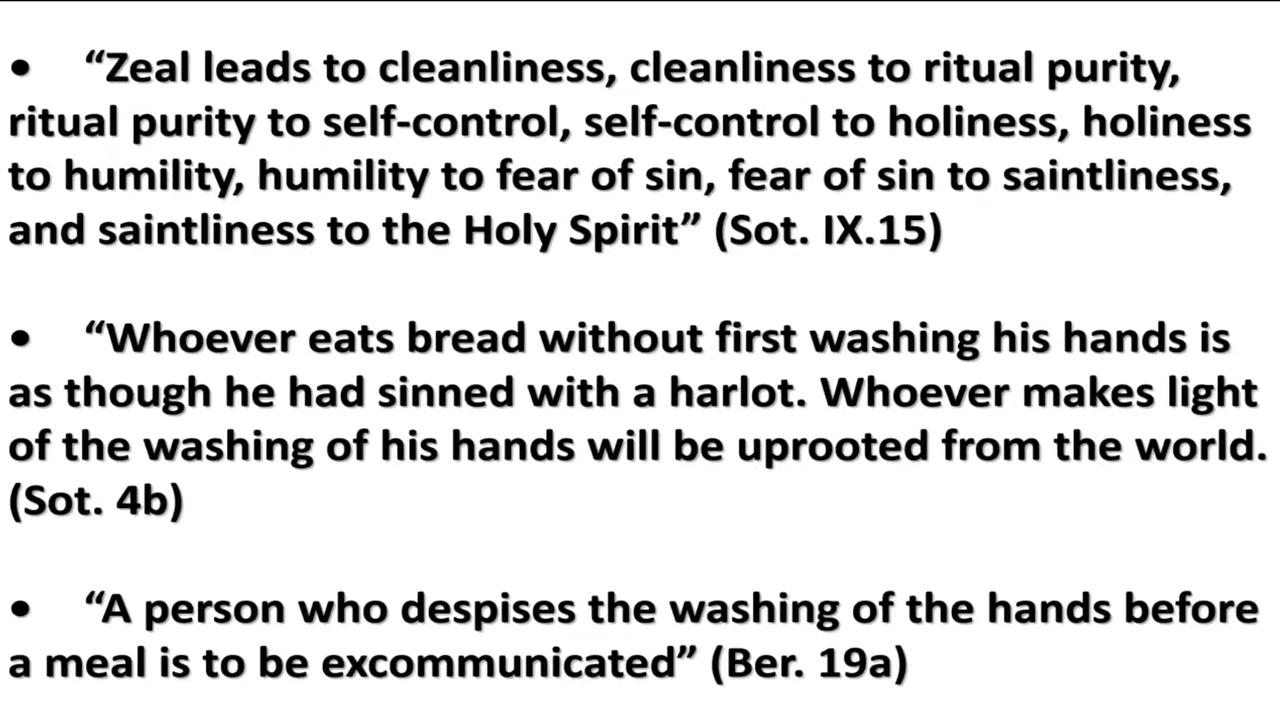 • “Zeal leads to cleanliness, cleanliness to ritual purity,
ritual purity to self-control, self-control to holiness, holiness
to humility, humility to fear of sin, fear of sin to saintliness,
and saintliness to the Holy Spirit” (Sot. IX.15)
• “Whoever eats bread without first washing his hands is
as though he had sinned with a harlot. Whoever makes light
of the washing of his hands will be uprooted from the world.
(Sot. 4b)
• “A person who despises the washing of the hands before
a meal is to be excommunicated” (Ber. 19a)